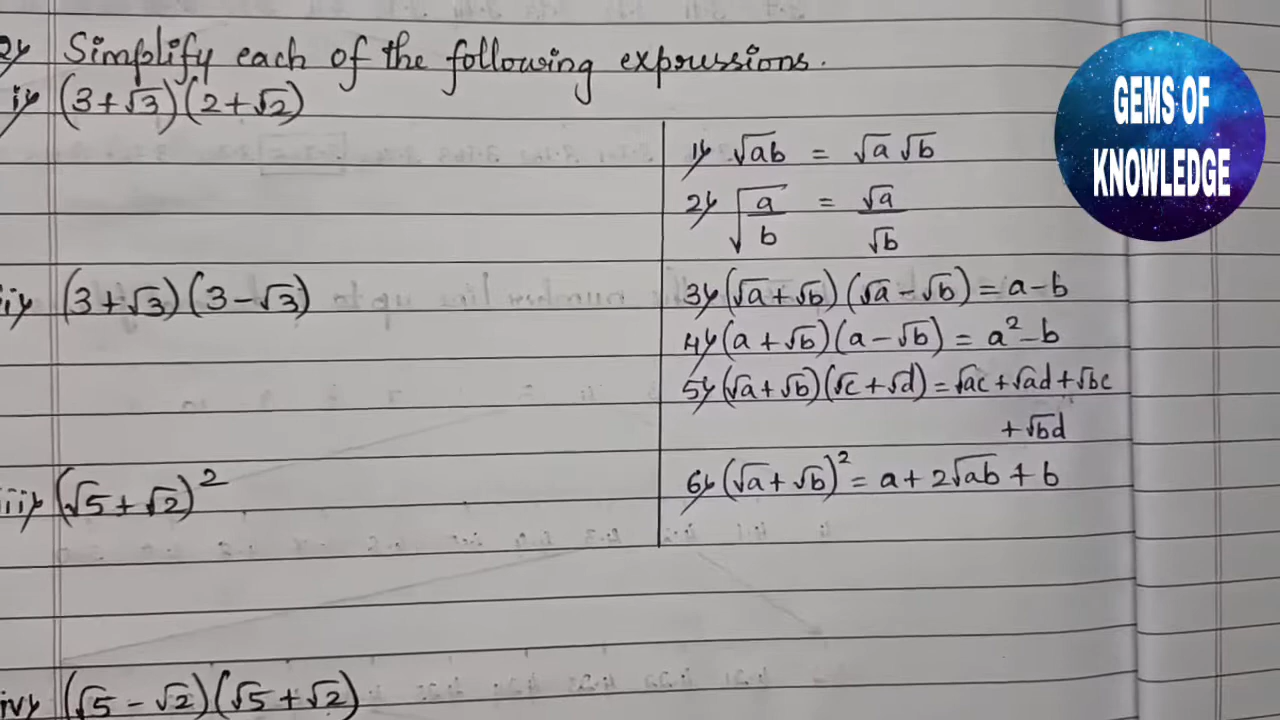 2) Simplify each of the following expressions.
i) (3+√3)(2+√2)
ii) (3+√3)(3-√3)
iii) (√5+√2)²
iv) (√5-√2)(√5+√2)
1) √ab = √a √b
2) √(a/b) = √a/√b
3) (√a+√b)(√a-√b) = a-b
4) (a+√b)(a-√b) = a²-b
5) (√a+√b)(√c+√d) = √ac+√ad+√bc
+√bd
6) (√a+√b)² = a+2√ab+b
GEMS OF
KNOWLEDGE